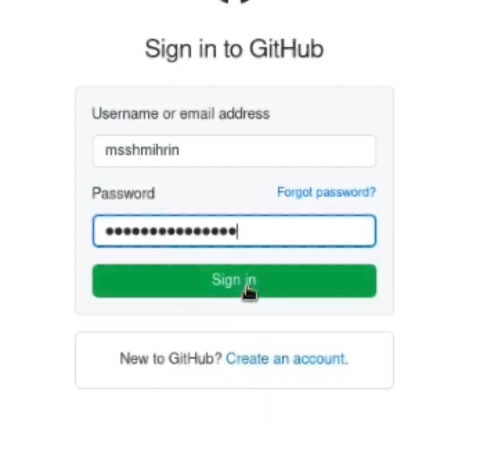 Sign in to GitHub
Username or email address
msshmihrin
Password Forgot password?
●●●●●●●●●●●●●●●
Sign in
New to GitHub? Create an account.